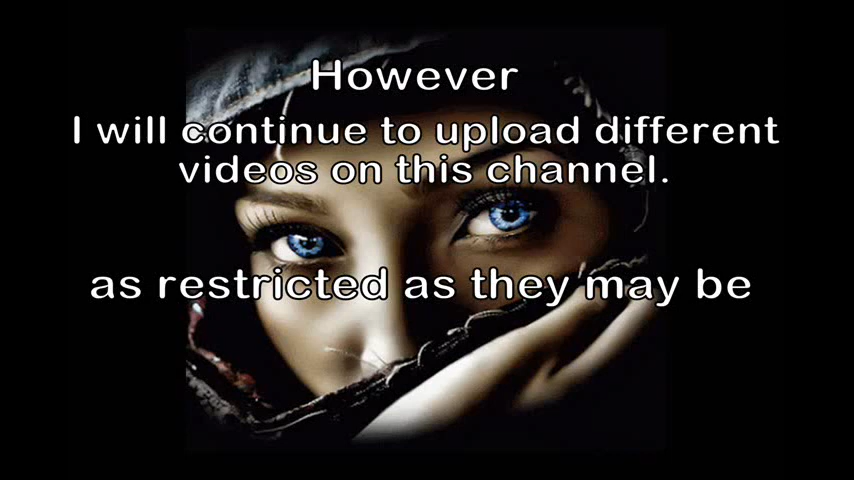 However
I will continue to upload different
videos on this channel.
as restricted as they may be